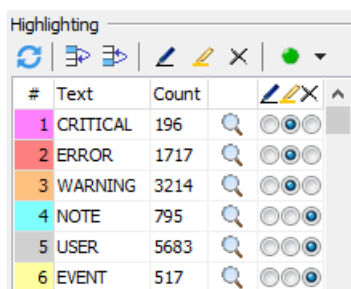 Highlighting
# Text Count
1 CRITICAL 196
2 ERROR 1717
3 WARNING 3214
4 NOTE 795
5 USER 5683
6 EVENT 517